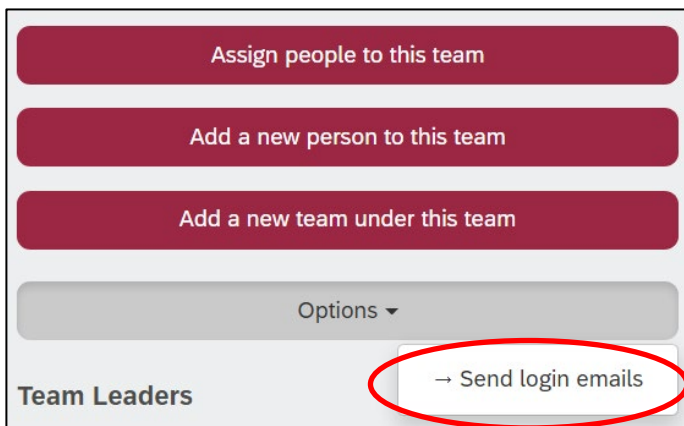 Assign people to this team
Add a new person to this team
Add a new team under this team
Options
→ Send login emails
Team Leaders